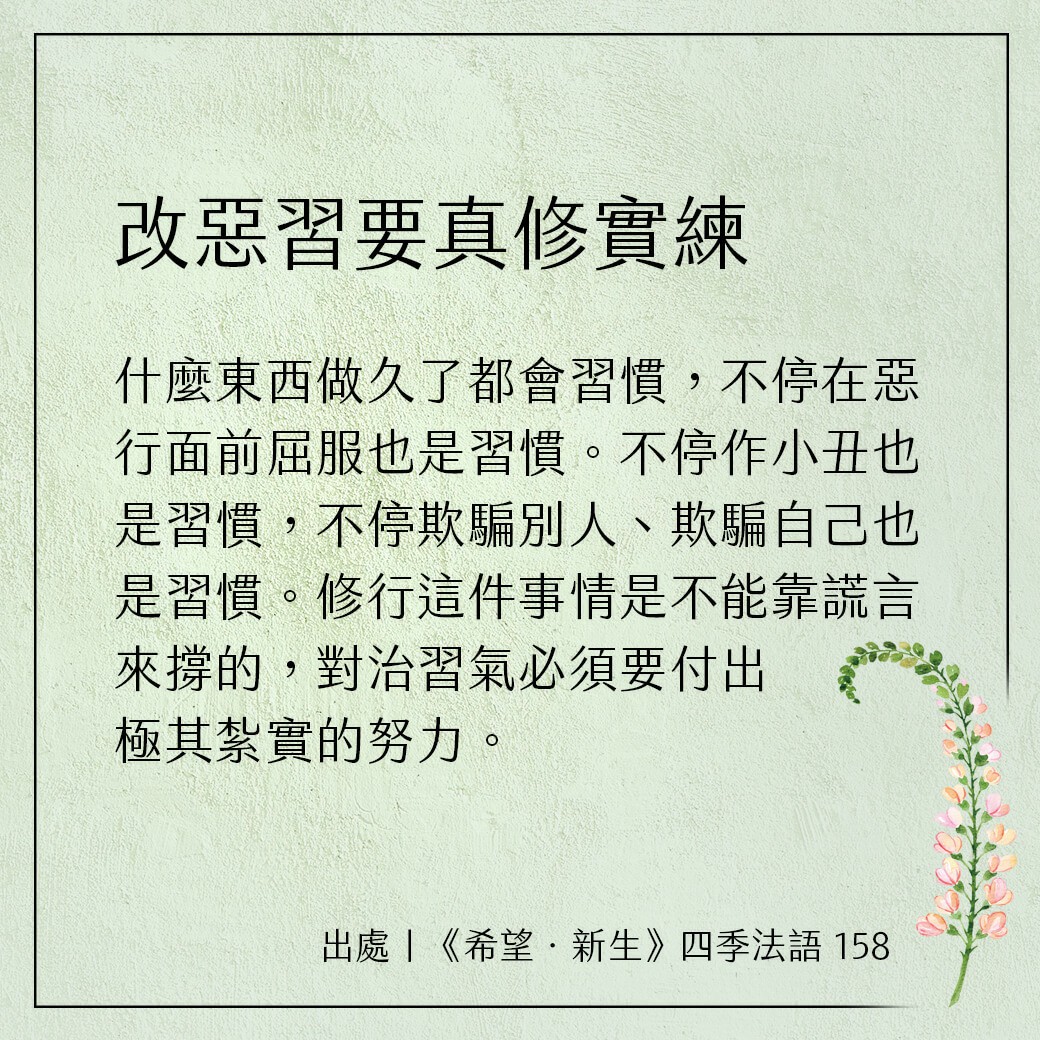 改惡習要真修實練
什麼東西做久了都會習慣，不停在惡
行面前屈服也是習慣。不停作小丑也
是習慣，不停欺騙別人、欺騙自己也
是習慣。修行這件事情是不能靠謊言
來撐的，對治習氣必須要付出
極其紮實的努力。
出處｜《希望．新生》四季法語 158